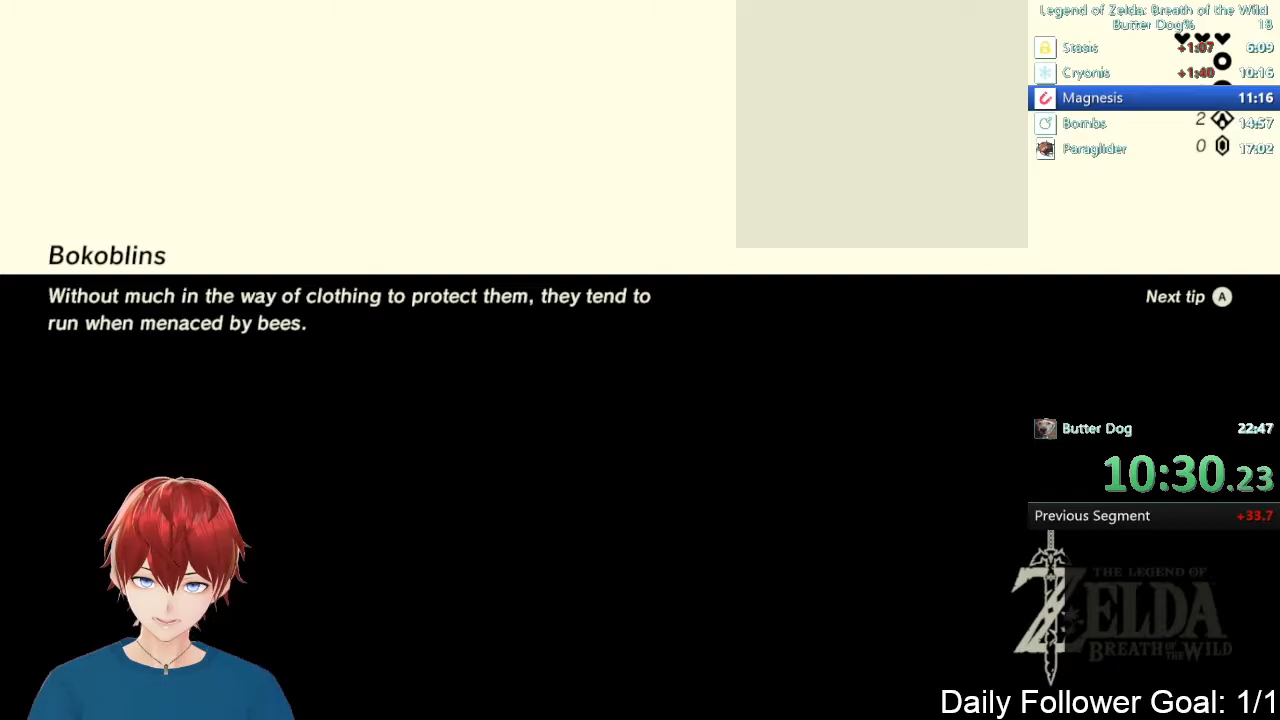 Legend of Zelda: Breath of the Wild
Butter Dog% 18
Stasis +1:07 6:09
Cryonis +1:40 10:16
Magnesis 11:16
Bombs 2 14:57
Paraglider 0 17:02
Bokoblins
Without much in the way of clothing to protect them, they tend to
run when menaced by bees.
Next tip A
Butter Dog 22:47
10:30.23
Previous Segment +33.7
THE LEGEND OF
ZELDA
BREATH OF THE WILD
Daily Follower Goal: 1/1